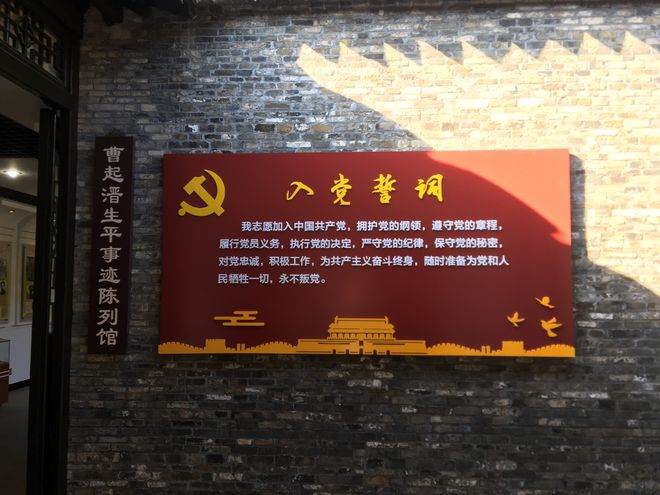 曹起溍生平事迹陈列馆
入党誓词
我志愿加入中国共产党，拥护党的纲领，遵守党的章程，
履行党员义务，执行党的决定，严守党的纪律，保守党的秘密，
对党忠诚，积极工作，为共产主义奋斗终身，随时准备为党和人
民牺牲一切，永不叛党。